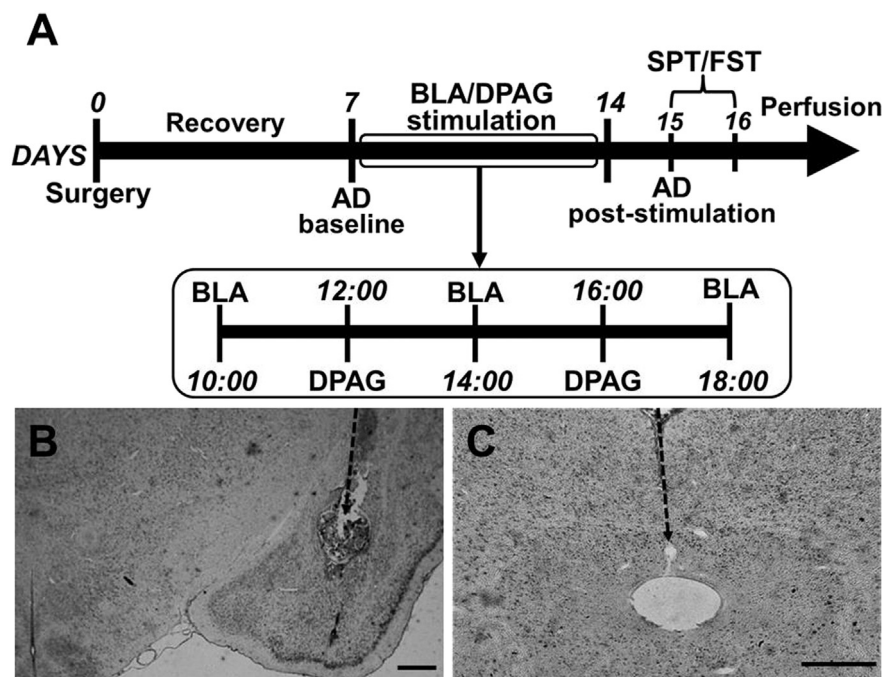 A
SPT/FST
0
7
BLA/DPAG
stimulation
14
15
16
Perfusion
Recovery
DAYS
Surgery
AD
baseline
AD
post-stimulation
BLA
12:00
BLA
16:00
BLA
10:00
DPAG
14:00
DPAG
18:00
B
C